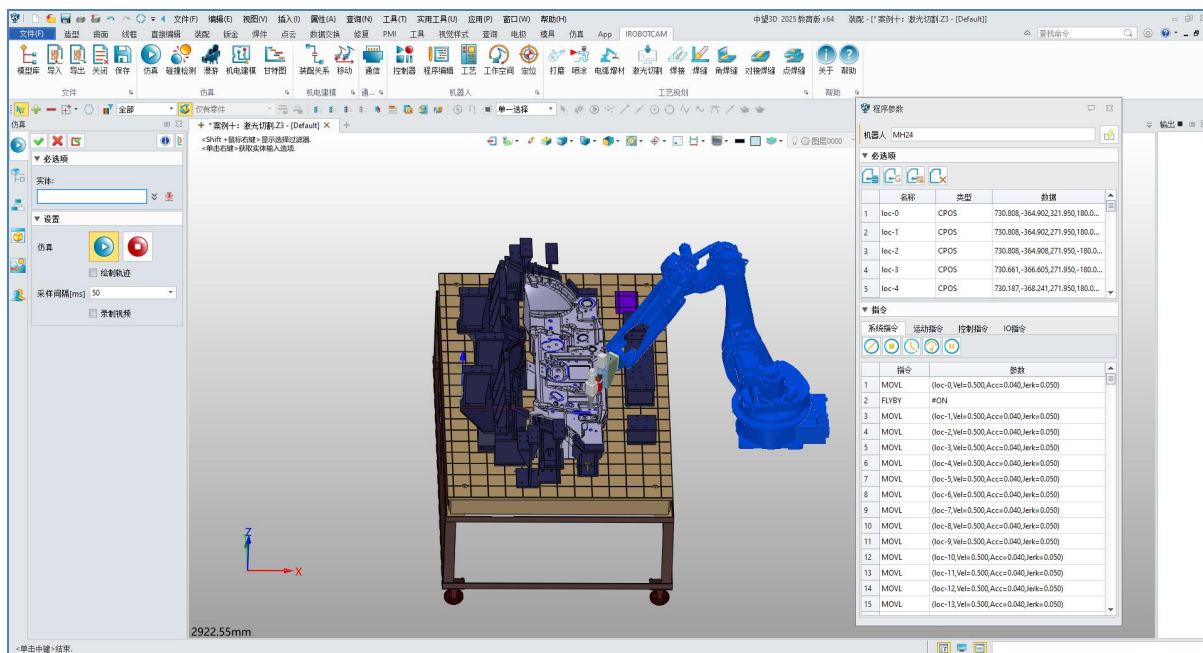 文件(F) 编辑(E) 视图(V) 插入(I) 属性(A) 查询(N) 工具(T) 实用工具(U) 应用(P) 窗口(W) 帮助(H) 中望3D 2025 教育版 x64 装配 - [* 案例十：激光切割.Z3 - [Default]]
文件(F) 造型 曲面 线框 直接编辑 装配 钣金 焊件 点云 数据交换 修复 PMI 工具 视觉样式 查询 电极 模具 仿真 App IROBOTCAM 查找命令
模型库 导入 导出 关闭 保存 仿真 碰撞检测 漫游 机电建模 甘特图 装配关系 移动 通信 控制器 程序编辑 工艺 工作空间 定位 打磨 喷涂 电弧增材 激光切割 焊接 焊缝 角焊缝 对接焊缝 点焊缝 关于 帮助
文件 仿真 机电建模 通... 机器人 工艺规划 帮助
全部 仅有零件 单一选择
仿真
* 案例十：激光切割.Z3 - [Default]
<Shift +鼠标右键>显示选择过滤器.
<单击右键>获取实体输入选项.
图层0000
输出
必选项
实体:
设置
仿真
绘制轨迹
采样间隔[ms] 50
录制视频
程序参数
机器人 MH24
必选项
名称 类型 数据
1 loc-0 CPOS 730.808,-364.902,321.950,180.0...
2 loc-1 CPOS 730.808,-364.902,271.950,180.0...
3 loc-2 CPOS 730.808,-364.908,271.950,-180.0...
4 loc-3 CPOS 730.661,-366.605,271.950,-180.0...
5 loc-4 CPOS 730.187,-368.241,271.950,180.0...
指令
系统指令 运动指令 控制指令 IO指令
指令 参数
1 MOVL (loc-0,Vel=0.500,Acc=0.040,Jerk=0.050)
2 FLYBY #ON
3 MOVL (loc-1,Vel=0.500,Acc=0.040,Jerk=0.050)
4 MOVL (loc-2,Vel=0.500,Acc=0.040,Jerk=0.050)
5 MOVL (loc-3,Vel=0.500,Acc=0.040,Jerk=0.050)
6 MOVL (loc-4,Vel=0.500,Acc=0.040,Jerk=0.050)
7 MOVL (loc-5,Vel=0.500,Acc=0.040,Jerk=0.050)
8 MOVL (loc-6,Vel=0.500,Acc=0.040,Jerk=0.050)
9 MOVL (loc-7,Vel=0.500,Acc=0.040,Jerk=0.050)
10 MOVL (loc-8,Vel=0.500,Acc=0.040,Jerk=0.050)
11 MOVL (loc-9,Vel=0.500,Acc=0.040,Jerk=0.050)
12 MOVL (loc-10,Vel=0.500,Acc=0.040,Jerk=0.050)
13 MOVL (loc-11,Vel=0.500,Acc=0.040,Jerk=0.050)
14 MOVL (loc-12,Vel=0.500,Acc=0.040,Jerk=0.050)
15 MOVL (loc-13,Vel=0.500,Acc=0.040,Jerk=0.050)
Z
X
2922.55mm
<单击中键>结束.